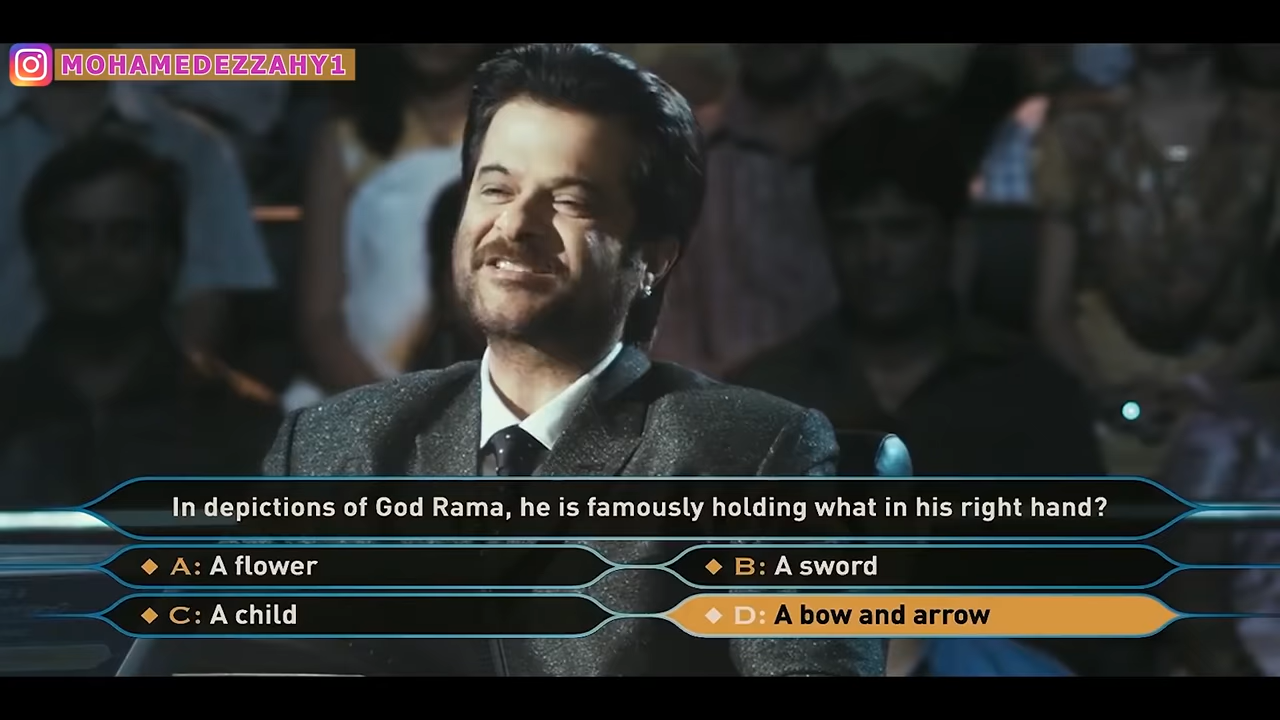 MOHAMEDEZZAHY1
In depictions of God Rama, he is famously holding what in his right hand?
A: A flower
B: A sword
C: A child
D: A bow and arrow